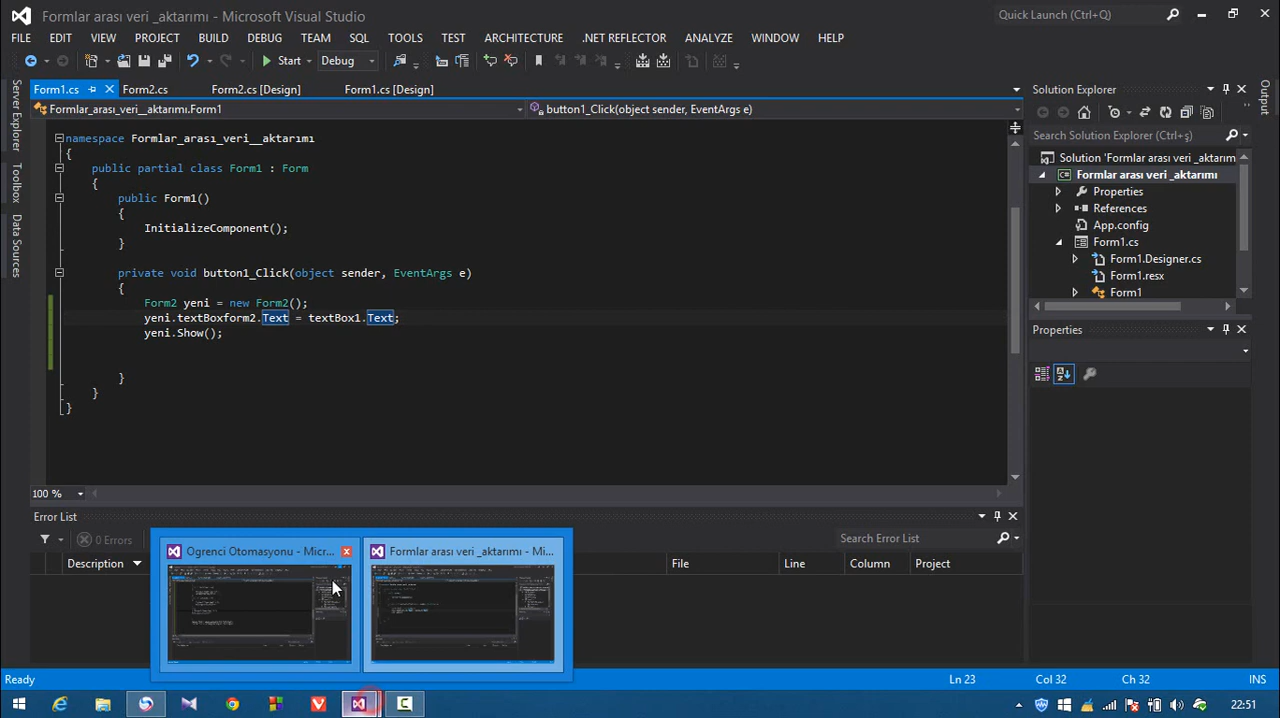 Formlar arası veri _aktarımı - Microsoft Visual Studio
Quick Launch (Ctrl+Q)
FILE EDIT VIEW PROJECT BUILD DEBUG TEAM SQL TOOLS TEST ARCHITECTURE .NET REFLECTOR ANALYZE WINDOW HELP
Start Debug
Form1.cs Form2.cs Form2.cs [Design] Form1.cs [Design]
Formlar_arası_veri__aktarımı.Form1 button1_Click(object sender, EventArgs e)
Server Explorer
Toolbox
Data Sources
namespace Formlar_arası_veri__aktarımı
{
public partial class Form1 : Form
{
public Form1()
{
InitializeComponent();
}
private void button1_Click(object sender, EventArgs e)
{
Form2 yeni = new Form2();
yeni.textBoxform2.Text = textBox1.Text;
yeni.Show();
}
}
}
100 %
Solution Explorer
Output
Search Solution Explorer (Ctrl+ş)
Solution 'Formlar arası veri _aktarım
Formlar arası veri _aktarımı
Properties
References
App.config
Form1.cs
Form1.Designer.cs
Form1.resx
Form1
Properties
Error List
0 Errors
Search Error List
Description File Line Column Project
Ogrenci Otomasyonu - Micr...
Formlar arası veri _aktarımı - Mi...
Ready Ln 23 Col 32 Ch 32 INS
22:51